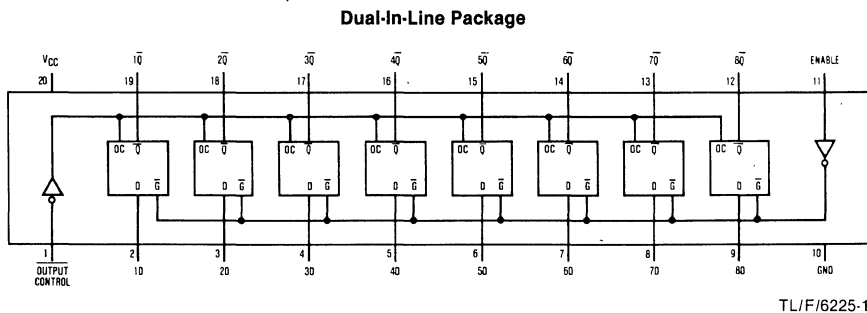 Dual-In-Line Package
VCC 1Q̅ 2Q̅ 3Q̅ 4Q̅ 5Q̅ 6Q̅ 7Q̅ 8Q̅ ENABLE
20 19 18 17 16 15 14 13 12 11
OC Q̅ OC Q̅ OC Q̅ OC Q̅ OC Q̅ OC Q̅ OC Q̅ OC Q̅
D G̅ D G̅ D G̅ D G̅ D G̅ D G̅ D G̅ D G̅
1 2 3 4 5 6 7 8 9 10
O̅U̅T̅P̅U̅T̅ 1D 2D 3D 4D 5D 6D 7D 8D GND
CONTROL
TL/F/6225-1